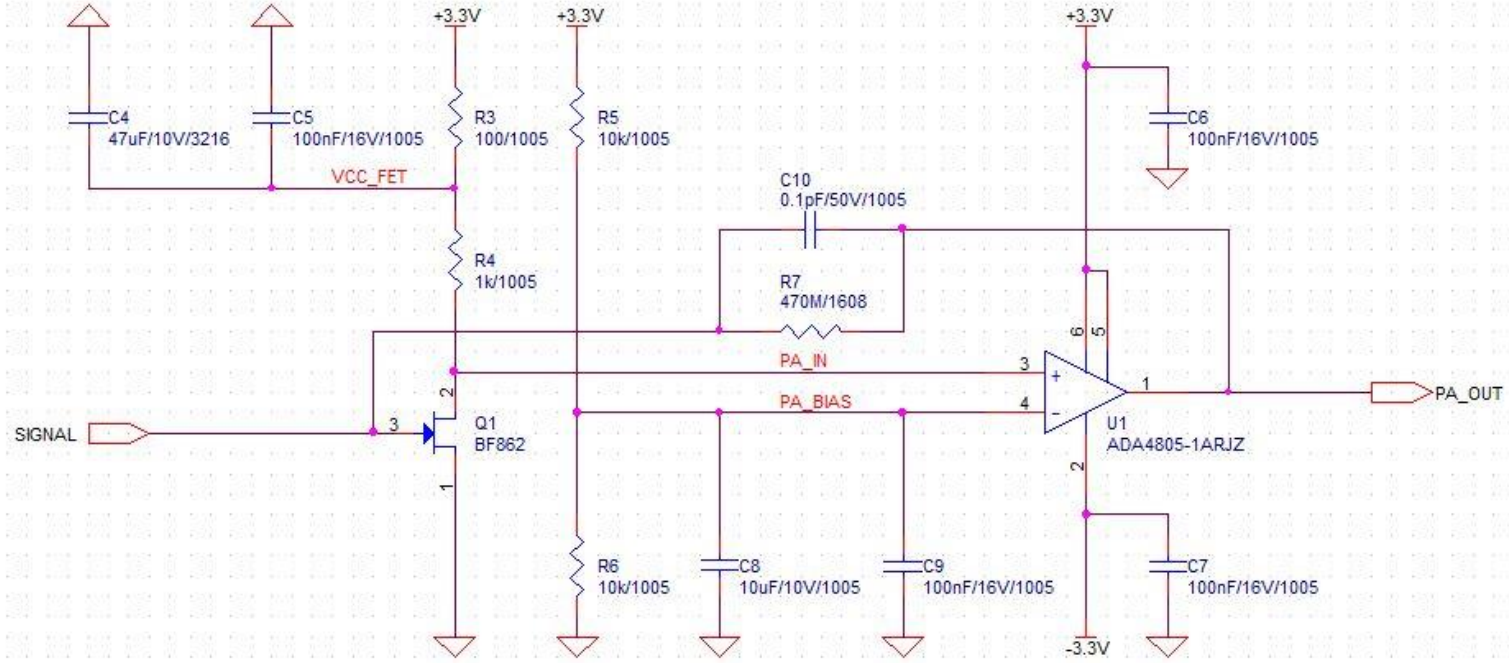 +3.3V
+3.3V
+3.3V
C4
47uF/10V/3216
C5
100nF/16V/1005
R3
100/1005
R5
10k/1005
C6
100nF/16V/1005
VCC_FET
C10
0.1pF/50V/1005
R4
1k/1005
R7
470M/1608
6
5
PA_IN
3
+
1
PA_OUT
2
PA_BIAS
4
-
SIGNAL
3
Q1
BF862
U1
ADA4805-1ARJZ
1
2
R6
10k/1005
C8
10uF/10V/1005
C9
100nF/16V/1005
C7
100nF/16V/1005
-3.3V